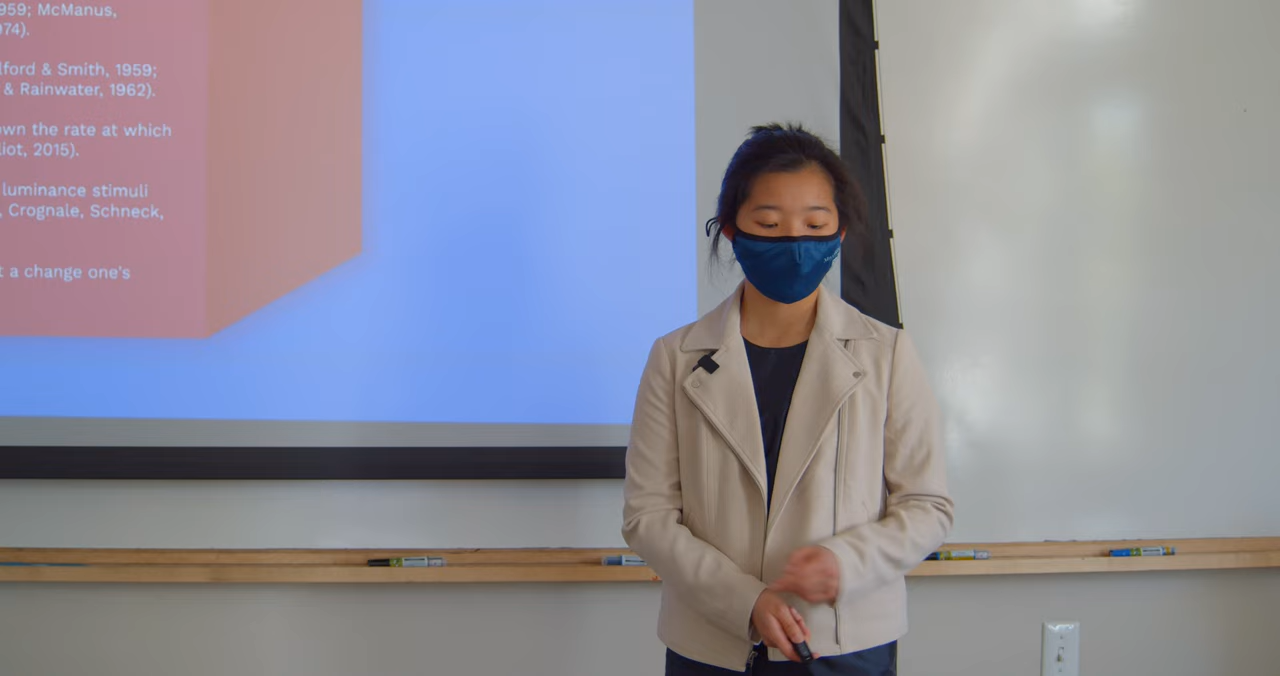 959; McManus,
974).
lford & Smith, 1959;
& Rainwater, 1962).
own the rate at which
liot, 2015).
luminance stimuli
, Crognale, Schneck,
t a change one's